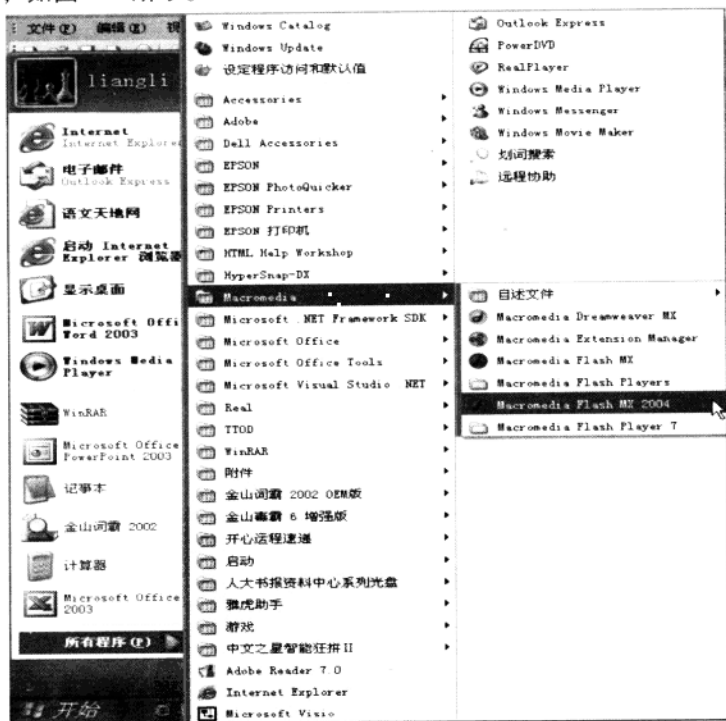 文件(F) 编辑(E) 视
liangli
Internet
Internet Explore
电子邮件
Outlook Express
语文天地网
启动 Internet
Explorer 浏览器
显示桌面
Microsoft Offi
Word 2003
Windows Media
Player
WinRAR
Microsoft Office
PowerPoint 2003
记事本
金山词霸 2002
计算器
Microsoft Office
2003
所有程序(P)
开始
Windows Catalog
Windows Update
设定程序访问和默认值
Accessories
Adobe
Dell Accessories
EPSON
EPSON PhotoQuicker
EPSON Printers
EPSON 打印机
HTML Help Workshop
HyperSnap-DX
Macromedia
Microsoft .NET Framework SDK
Microsoft Office
Microsoft Office Tools
Microsoft Visual Studio .NET
Real
TTOD
WinRAR
附件
金山词霸 2002 OEM版
金山毒霸 6 增强版
开心远程速递
启动
人大书报资料中心系列光盘
雅虎助手
游戏
中文之星智能狂拼II
Adobe Reader 7.0
Internet Explorer
Microsoft Visio
Outlook Express
PowerDVD
RealPlayer
Windows Media Player
Windows Messenger
Windows Movie Maker
划词搜索
远程协助
自述文件
Macromedia Dreamweaver MX
Macromedia Extension Manager
Macromedia Flash MX
Macromedia Flash Players
Macromedia Flash MX 2004
Macromedia Flash Player 7